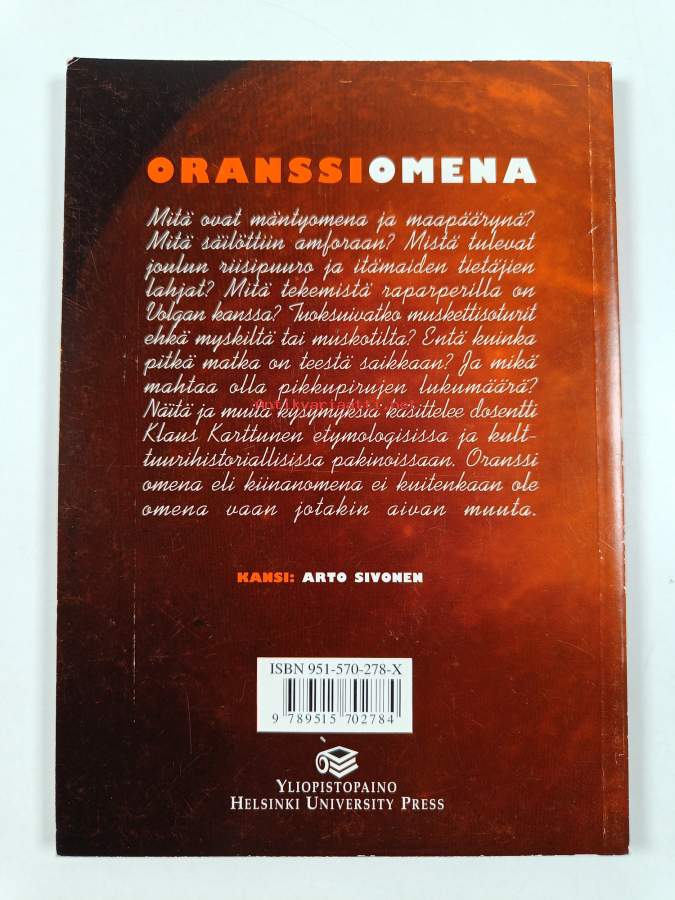 ORANSSIOMENA
Mitä ovat mäntyomena ja maapäärynä?
Mitä säilöttiin amforaan? Mistä tulevat
joulun riisipuuro ja itämaiden tietäjien
lahjat? Mitä tekemistä raparperilla on
Volgan kanssa? Tuoksuivatko muskettisoturit
ehkä myskiltä tai muskotilta? Entä kuinka
pitkä matka on teestä saikkaan? Ja mikä
mahtaa olla pikkupirujen lukumäärä?
antikvariaatti.net
Näitä ja muita kysymyksiä käsittelee dosentti
Klaus Karttunen etymologisissa ja kult-
tuurihistoriallisissa pakinoissaan. Oranssi
omena eli kiinanomena ei kuitenkaan ole
omena vaan jotakin aivan muuta.
KANSI: ARTO SIVONEN
ISBN 951-570-278-X
9 789515 702784
YLIOPISTOPAINO
HELSINKI UNIVERSITY PRESS